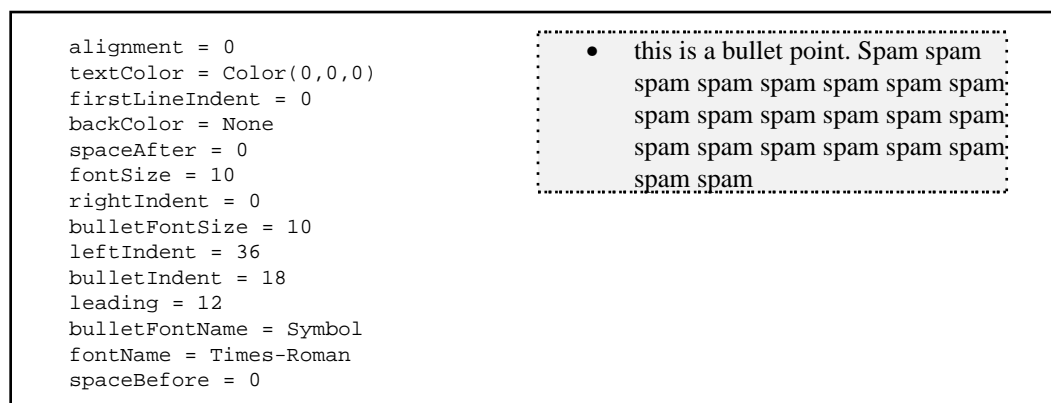 alignment = 0
textColor = Color(0,0,0)
firstLineIndent = 0
backColor = None
spaceAfter = 0
fontSize = 10
rightIndent = 0
bulletFontSize = 10
leftIndent = 36
bulletIndent = 18
leading = 12
bulletFontName = Symbol
fontName = Times-Roman
spaceBefore = 0
• this is a bullet point. Spam spam
spam spam spam spam spam spam
spam spam spam spam spam spam
spam spam spam spam spam spam
spam spam